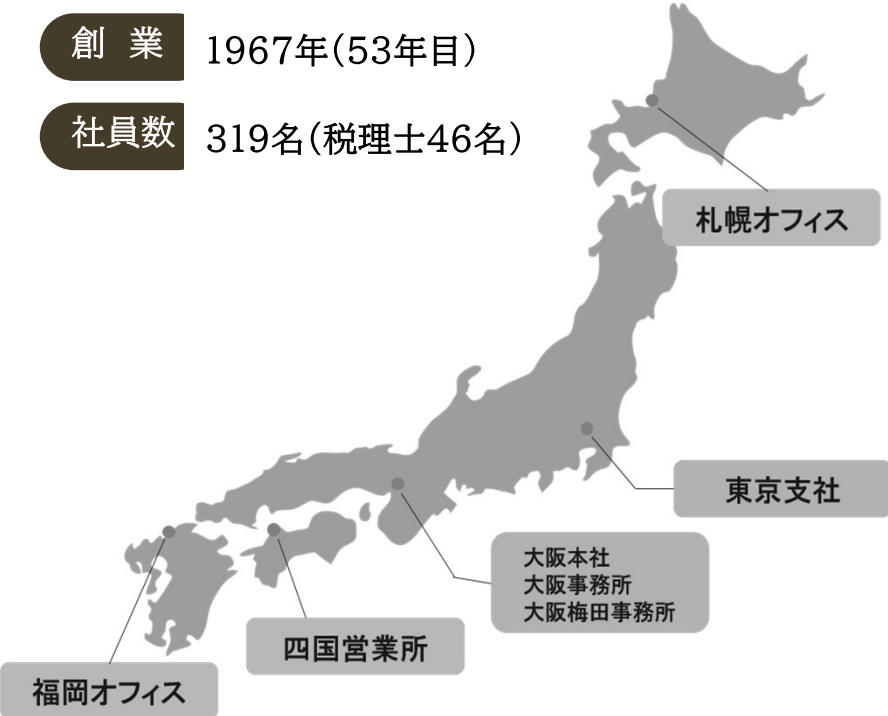 創 業 1967年(53年目)
社員数 319名(税理士46名)
札幌オフィス
東京支社
大阪本社
大阪事務所
大阪梅田事務所
四国営業所
福岡オフィス